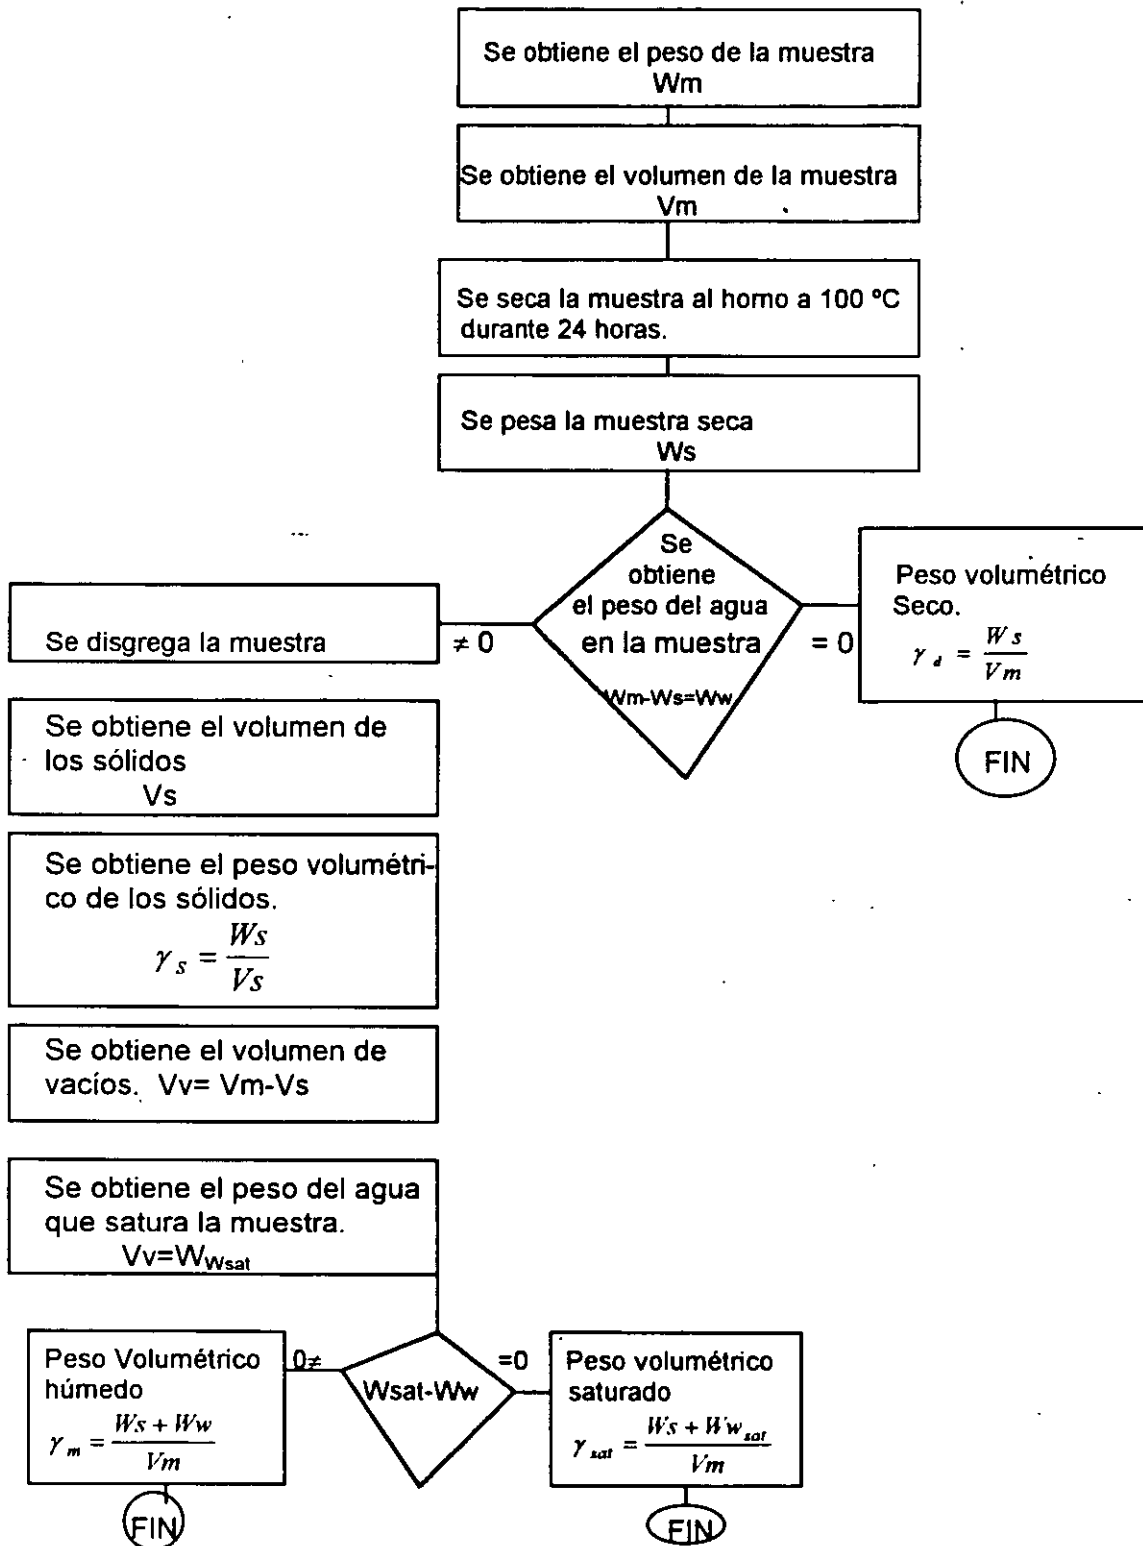 Se obtiene el peso de la muestra
Wm
Se obtiene el volumen de la muestra
Vm
Se seca la muestra al horno a 100 ºC
durante 24 horas.
Se pesa la muestra seca
Ws
Se
obtiene
el peso del agua
en la muestra
Wm-Ws=Ww
= 0
Peso volumétrico
Seco.
γ d = Ws / Vm
FIN
≠ 0
Se disgrega la muestra
Se obtiene el volumen de
los sólidos
Vs
Se obtiene el peso volumétri-
co de los sólidos.
γ s = Ws / Vs
Se obtiene el volumen de
vacíos. Vv= Vm-Vs
Se obtiene el peso del agua
que satura la muestra.
Vv=WWsat
Wsat-Ww
0≠
Peso Volumétrico
húmedo
γ m = Ws + Ww / Vm
FIN
=0
Peso volumétrico
saturado
γ sat = Ws + Ww sat / Vm
FIN